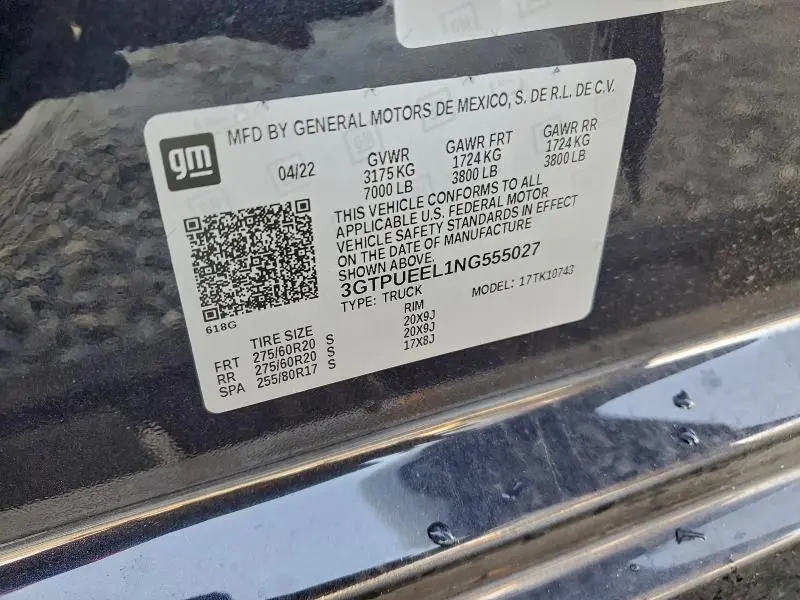 gm
MFD BY GENERAL MOTORS DE MEXICO, S. DE R.L. DE C.V.
04/22
GVWR
3175 KG
7000 LB
GAWR FRT
1724 KG
3800 LB
GAWR RR
1724 KG
3800 LB
THIS VEHICLE CONFORMS TO ALL
APPLICABLE U.S. FEDERAL MOTOR
VEHICLE SAFETY STANDARDS IN EFFECT
ON THE DATE OF MANUFACTURE
SHOWN ABOVE.
3GTPUEEL1NG555027
TYPE: TRUCK MODEL: 17TK10743
618G
TIRE SIZE RIM
FRT 275/60R20 S 20X9J
RR 275/60R20 S 20X9J
SPA 255/80R17 S 17X8J